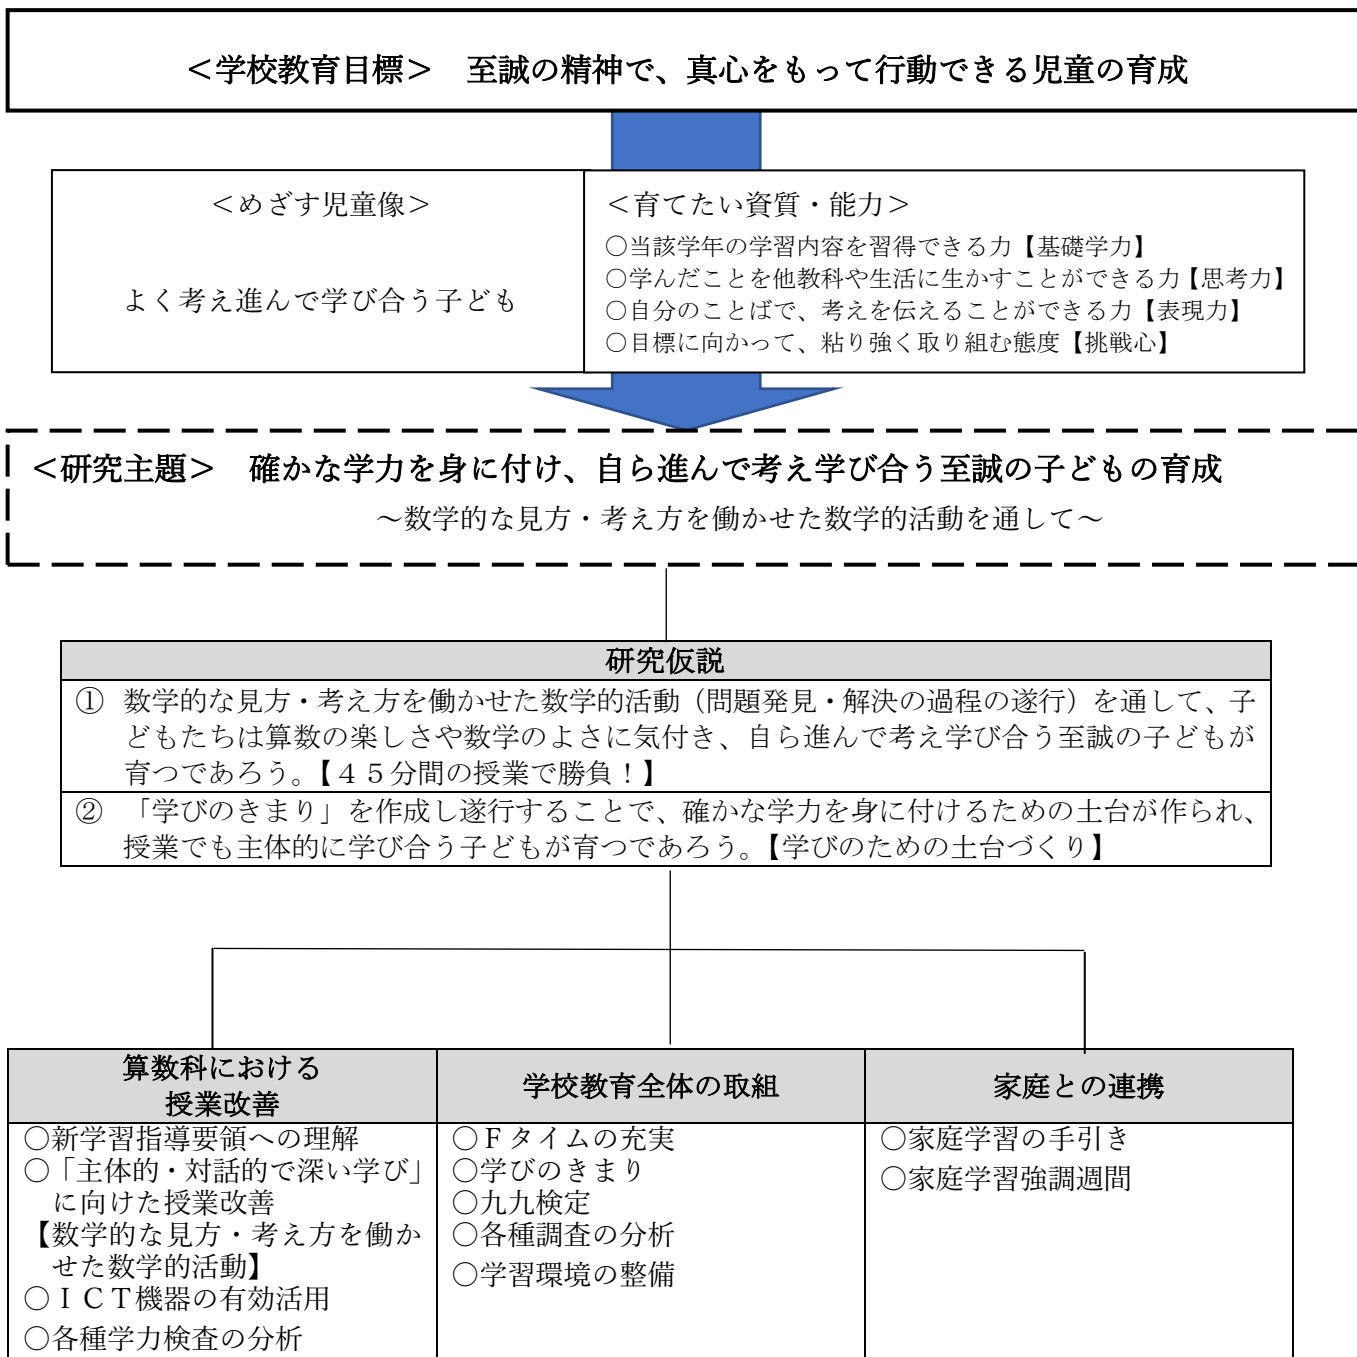 ＜学校教育目標＞　至誠の精神で、真心をもって行動できる児童の育成
＜めざす児童像＞
よく考え進んで学び合う子ども
＜育てたい資質・能力＞
○当該学年の学習内容を習得できる力【基礎学力】
○学んだことを他教科や生活に生かすことができる力【思考力】
○自分のことばで、考えを伝えることができる力【表現力】
○目標に向かって、粘り強く取り組む態度【挑戦心】
＜研究主題＞　確かな学力を身に付け、自ら進んで考え学び合う至誠の子どもの育成
～数学的な見方・考え方を働かせた数学的活動を通して～
研究仮説
①　数学的な見方・考え方を働かせた数学的活動（問題発見・解決の過程の遂行）を通して、子
どもたちは算数の楽しさや数学のよさに気付き、自ら進んで考え学び合う至誠の子どもが
育つであろう。【４５分間の授業で勝負！】
②　「学びのきまり」を作成し遂行することで、確かな学力を身に付けるための土台が作られ、
授業でも主体的に学び合う子どもが育つであろう。【学びのための土台づくり】
算数科における
授業改善
○新学習指導要領への理解
○「主体的・対話的で深い学び」
に向けた授業改善
【数学的な見方・考え方を働か
せた数学的活動】
○ＩＣＴ機器の有効活用
○各種学力検査の分析
学校教育全体の取組
○Ｆタイムの充実
○学びのきまり
○九九検定
○各種調査の分析
○学習環境の整備
家庭との連携
○家庭学習の手引き
○家庭学習強調週間